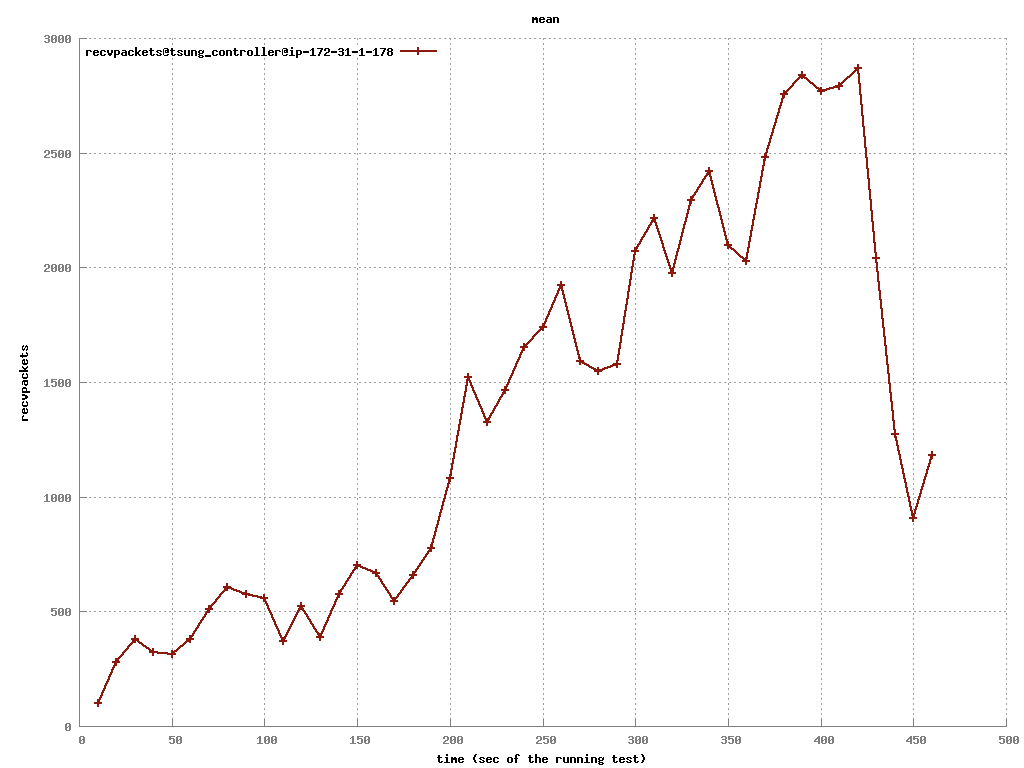 mean
recvpackets@tsung_controller@ip-172-31-1-178
3000
2500
2000
1500
1000
500
0
recvpackets
0 50 100 150 200 250 300 350 400 450 500
time (sec of the running test)